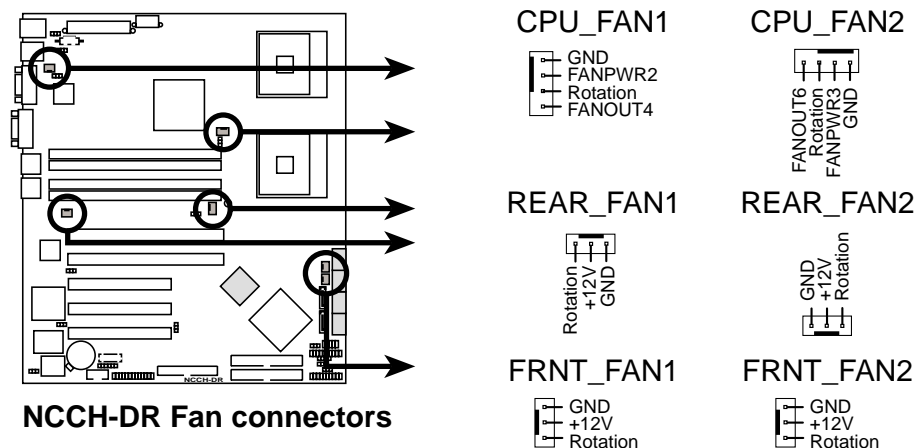 CPU_FAN1
GND
FANPWR2
Rotation
FANOUT4
CPU_FAN2
FANOUT6
Rotation
FANPWR3
GND
REAR_FAN1
Rotation
+12V
GND
REAR_FAN2
GND
+12V
Rotation
FRNT_FAN1
GND
+12V
Rotation
FRNT_FAN2
GND
+12V
Rotation
NCCH-DR
NCCH-DR Fan connectors